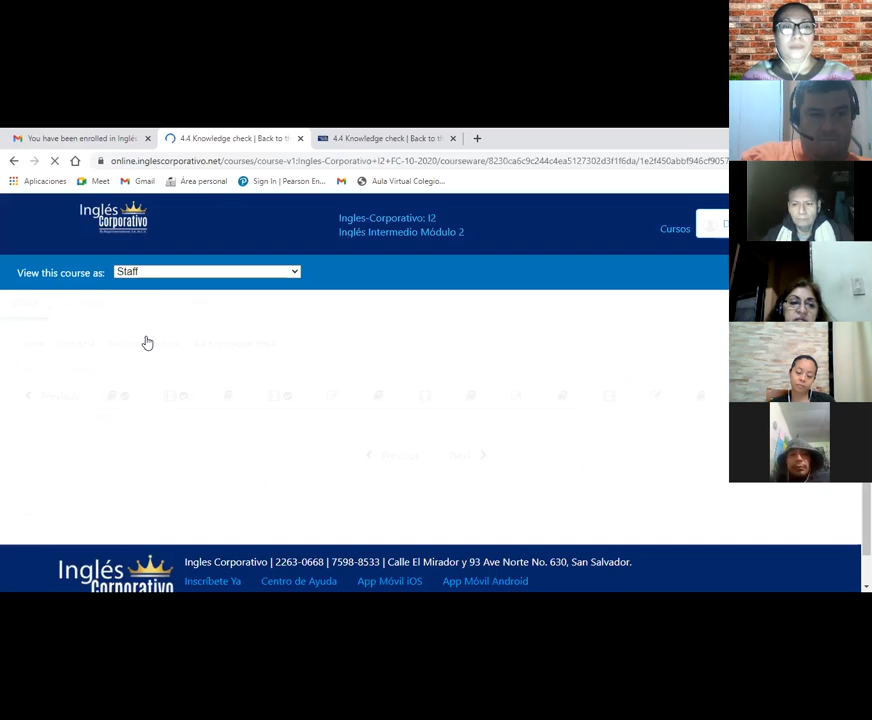 You have been enrolled in Inglés
4.4 Knowledge check | Back to th
4.4 Knowledge check | Back to th
online.inglescorporativo.net/courses/course-v1:Ingles-Corporativo+I2+FC-10-2020/courseware/8230ca6c9c244c4ea5127302d3f1f6da/1e2f450abbf946cf9057
Aplicaciones
Meet
Gmail
Área personal
Sign In | Pearson En...
Aula Virtual Colegio...
Inglés
Corporativo
Ingles-Corporativo: I2
Inglés Intermedio Módulo 2
Cursos
View this course as:
Staff
Previous
Previous
Next
Inglés
Corporativo
Ingles Corporativo | 2263-0668 | 7598-8533 | Calle El Mirador y 93 Ave Norte No. 630, San Salvador.
Inscríbete Ya
Centro de Ayuda
App Móvil iOS
App Móvil Android